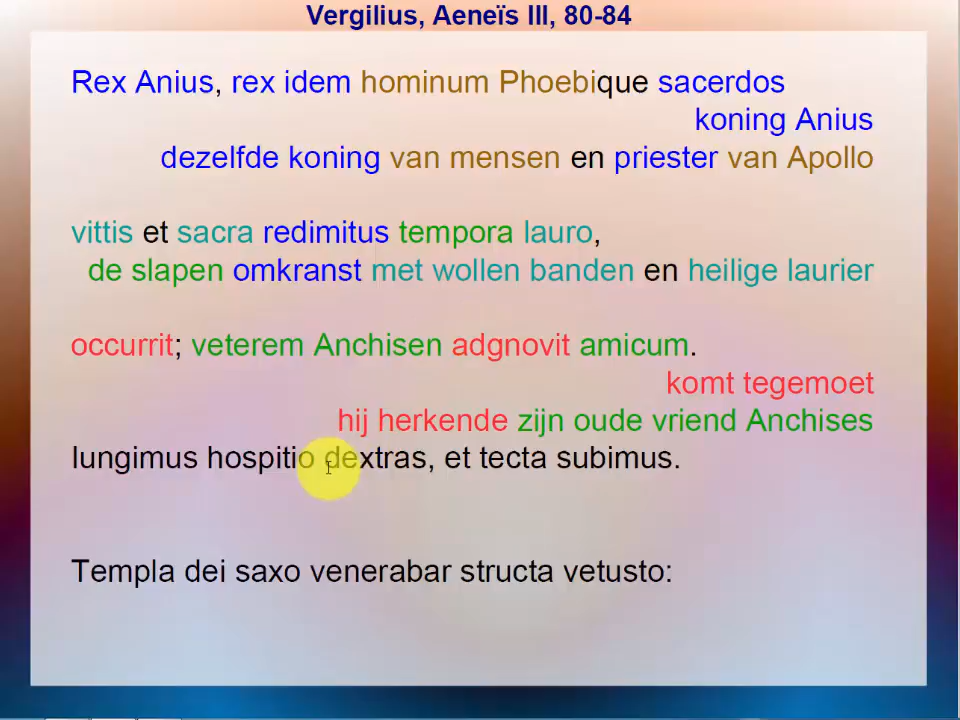 Vergilius, Aeneïs III, 80-84
Rex Anius, rex idem hominum Phoebique sacerdos
koning Anius
dezelfde koning van mensen en priester van Apollo
vittis et sacra redimitus tempora lauro,
de slapen omkranst met wollen banden en heilige laurier
occurrit; veterem Anchisen adgnovit amicum.
komt tegemoet
hij herkende zijn oude vriend Anchises
Iungimus hospitio dextras, et tecta subimus.
Templa dei saxo venerabar structa vetusto: